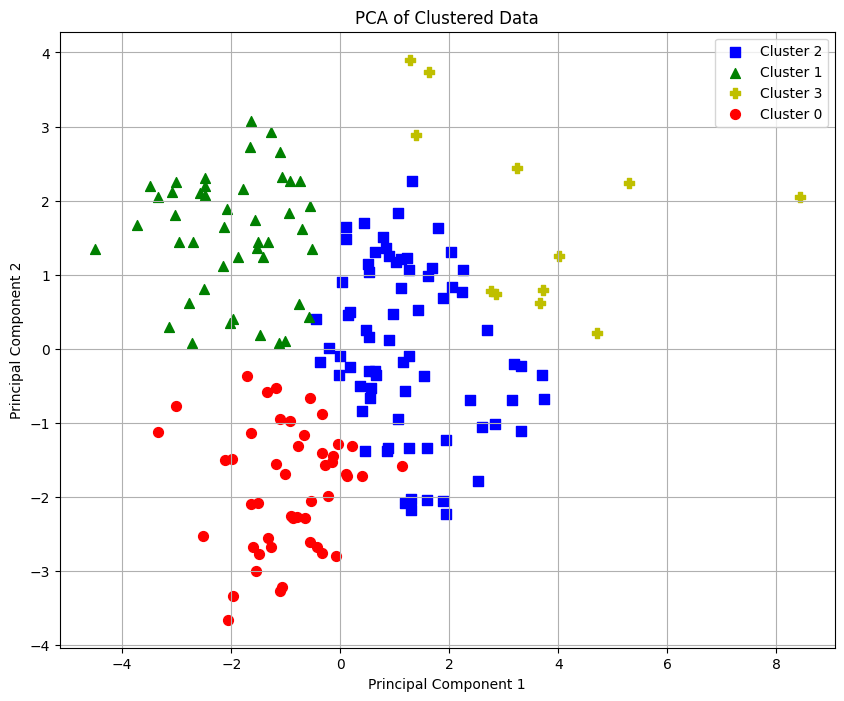 PCA of Clustered Data
Cluster 2
Cluster 1
Cluster 3
Cluster 0
4
3
2
1
0
−1
−2
−3
−4
Principal Component 2
−4
−2
0
2
4
6
8
Principal Component 1